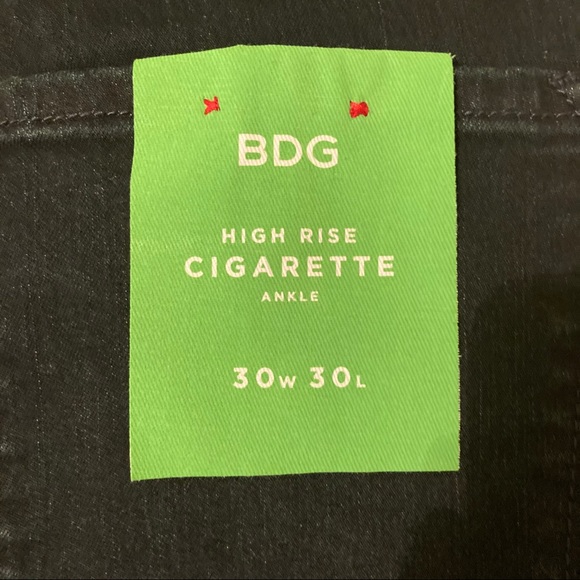 BDG
HIGH RISE
CIGARETTE
ANKLE
30W 30L